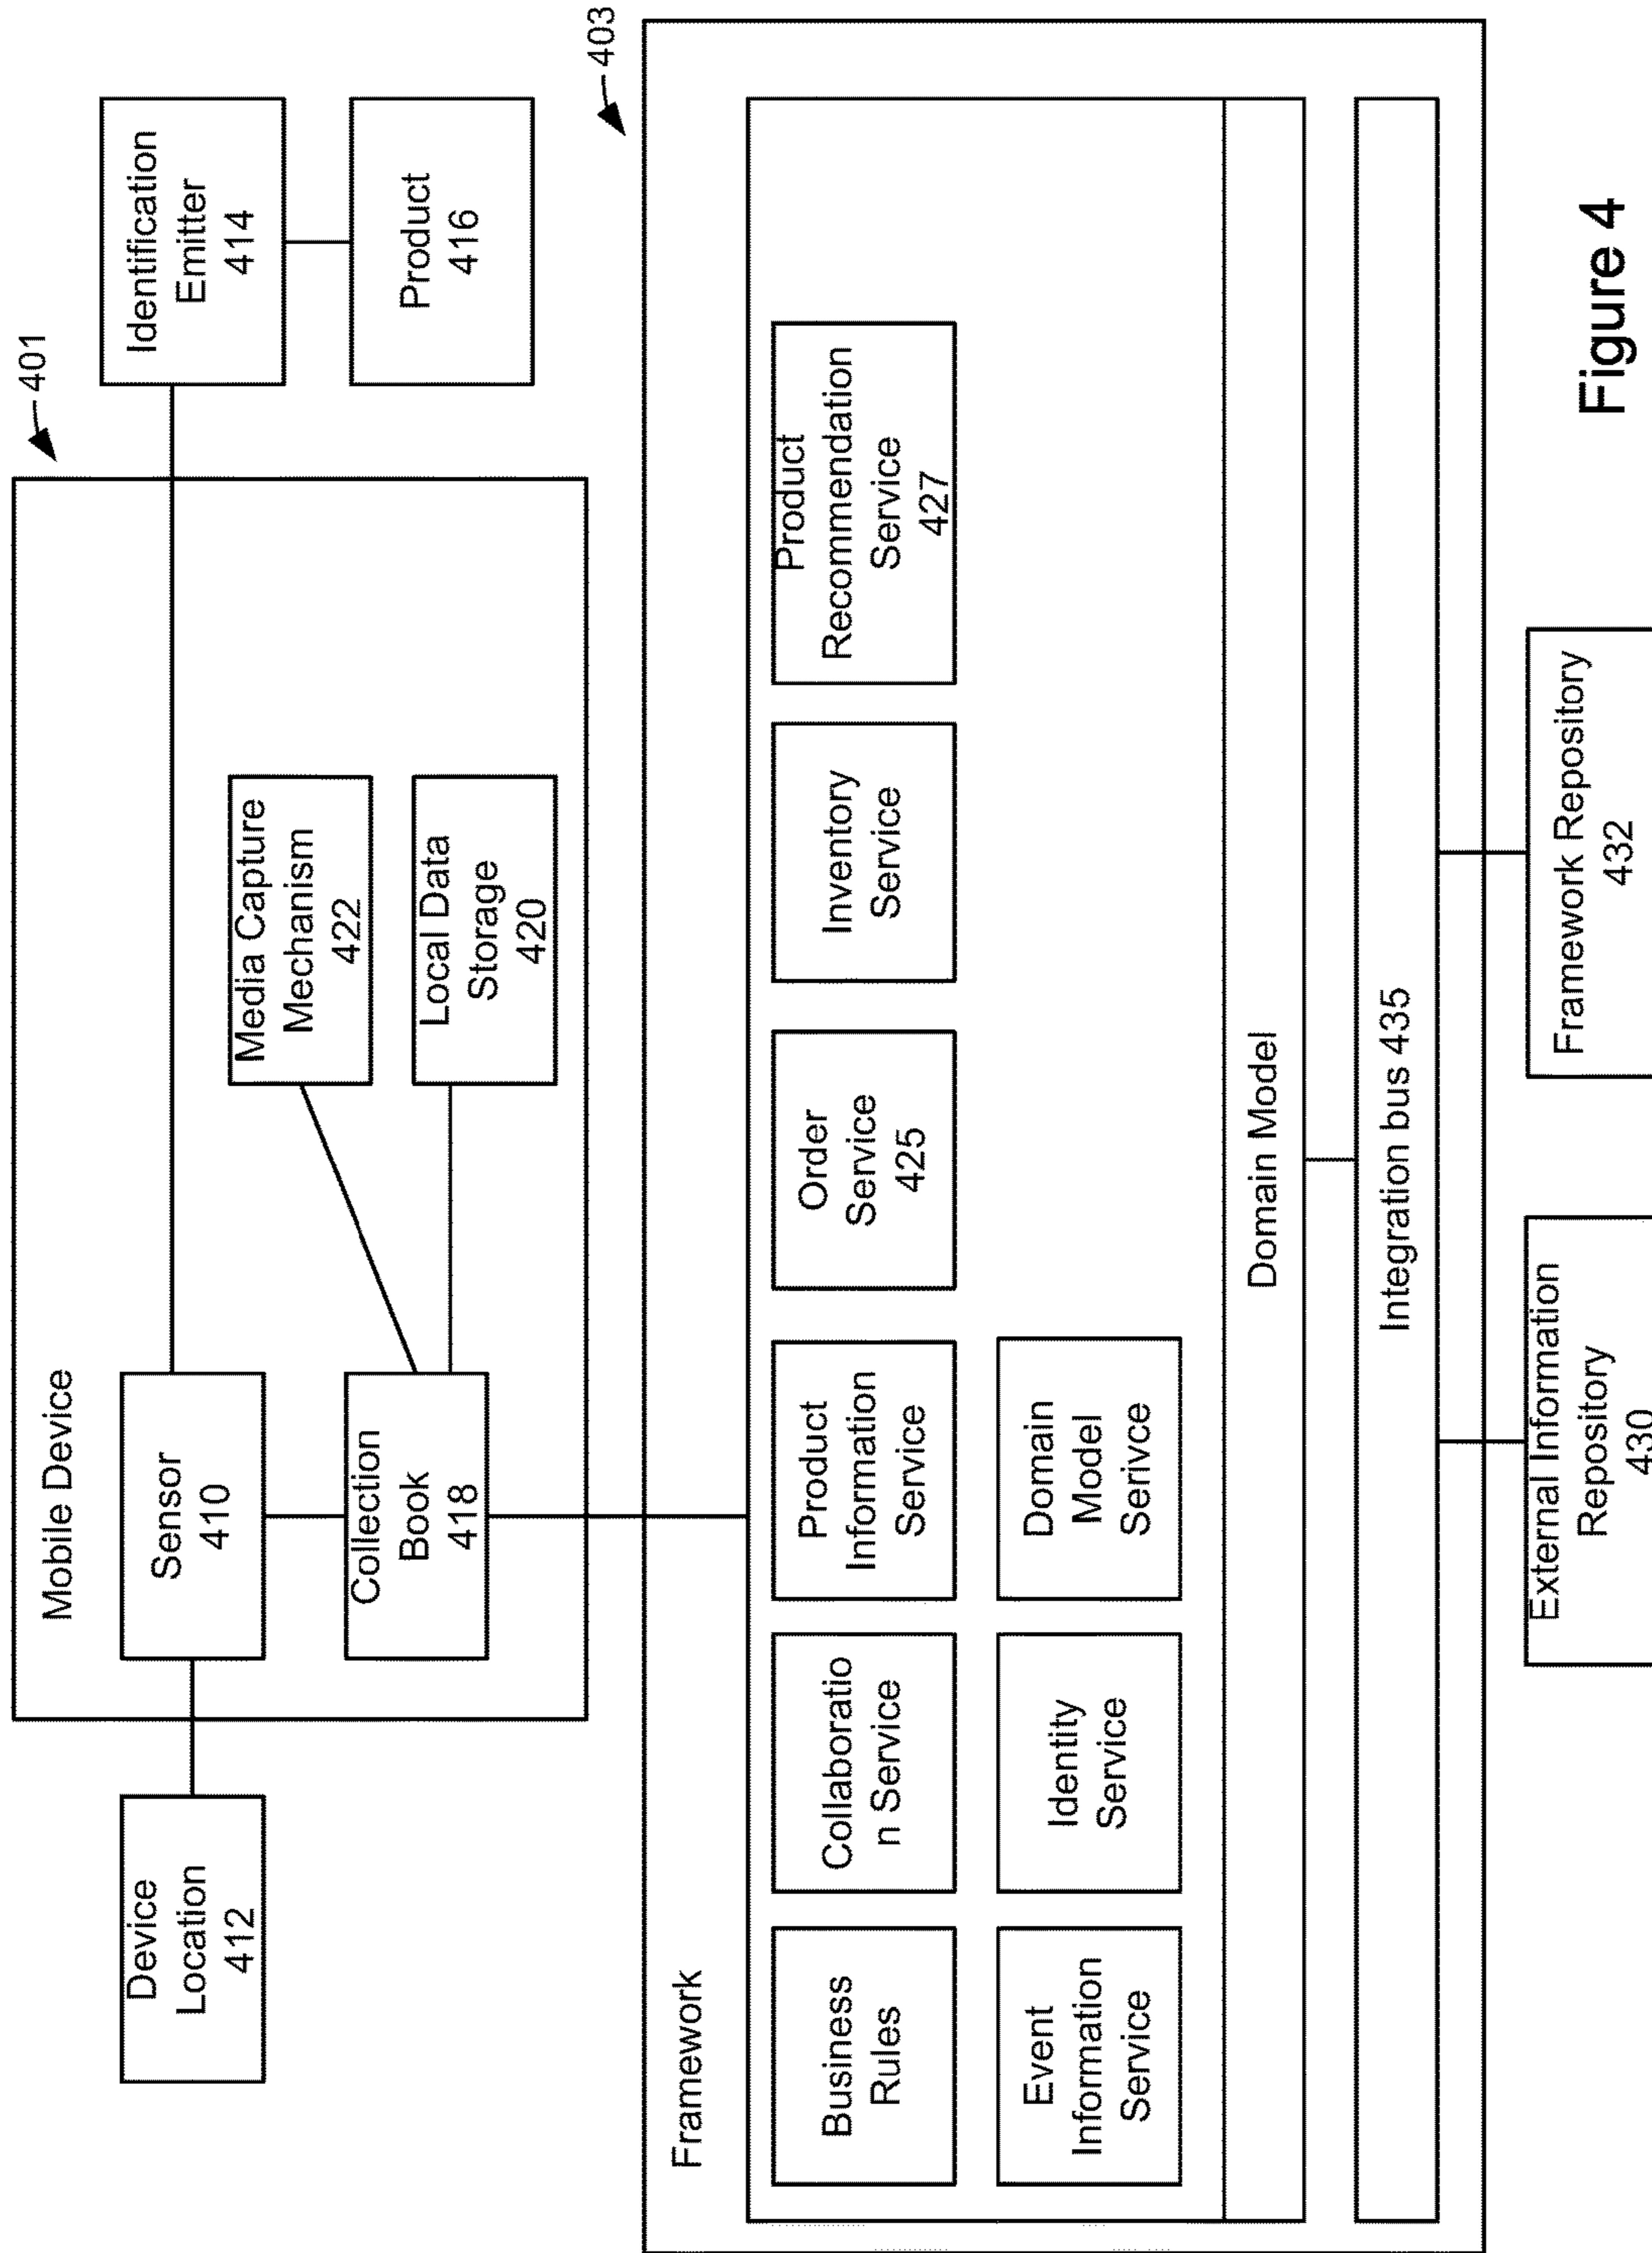 401
Mobile Device
Device
Location
412
Sensor
410
Identification
Emitter
414
Product
416
Collection
Book
418
Media Capture
Mechanism
422
Local Data
Storage
420
403
Framework
Business
Rules
Collaboratio
n Service
Product
Information
Service
Order
Service
425
Inventory
Service
Product
Recommendation
Service
427
Event
Information
Service
Identity
Service
Domain
Model
Serivce
Domain Model
Integration bus 435
External Information
Repository
430
Framework Repository
432
Figure 4